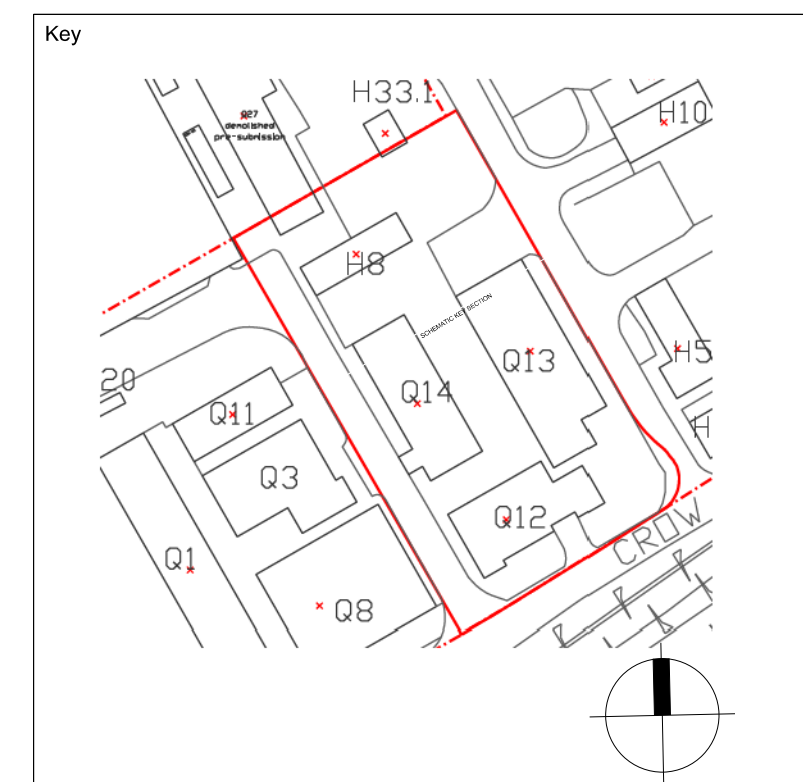 Key
H33.1
027
demolished
pre-submission
H10
H8
SCHEMATIC KEY SECTION
Q13
H5
20
Q14
Q11
H
Q3
Q12
CROW
Q1
Q8